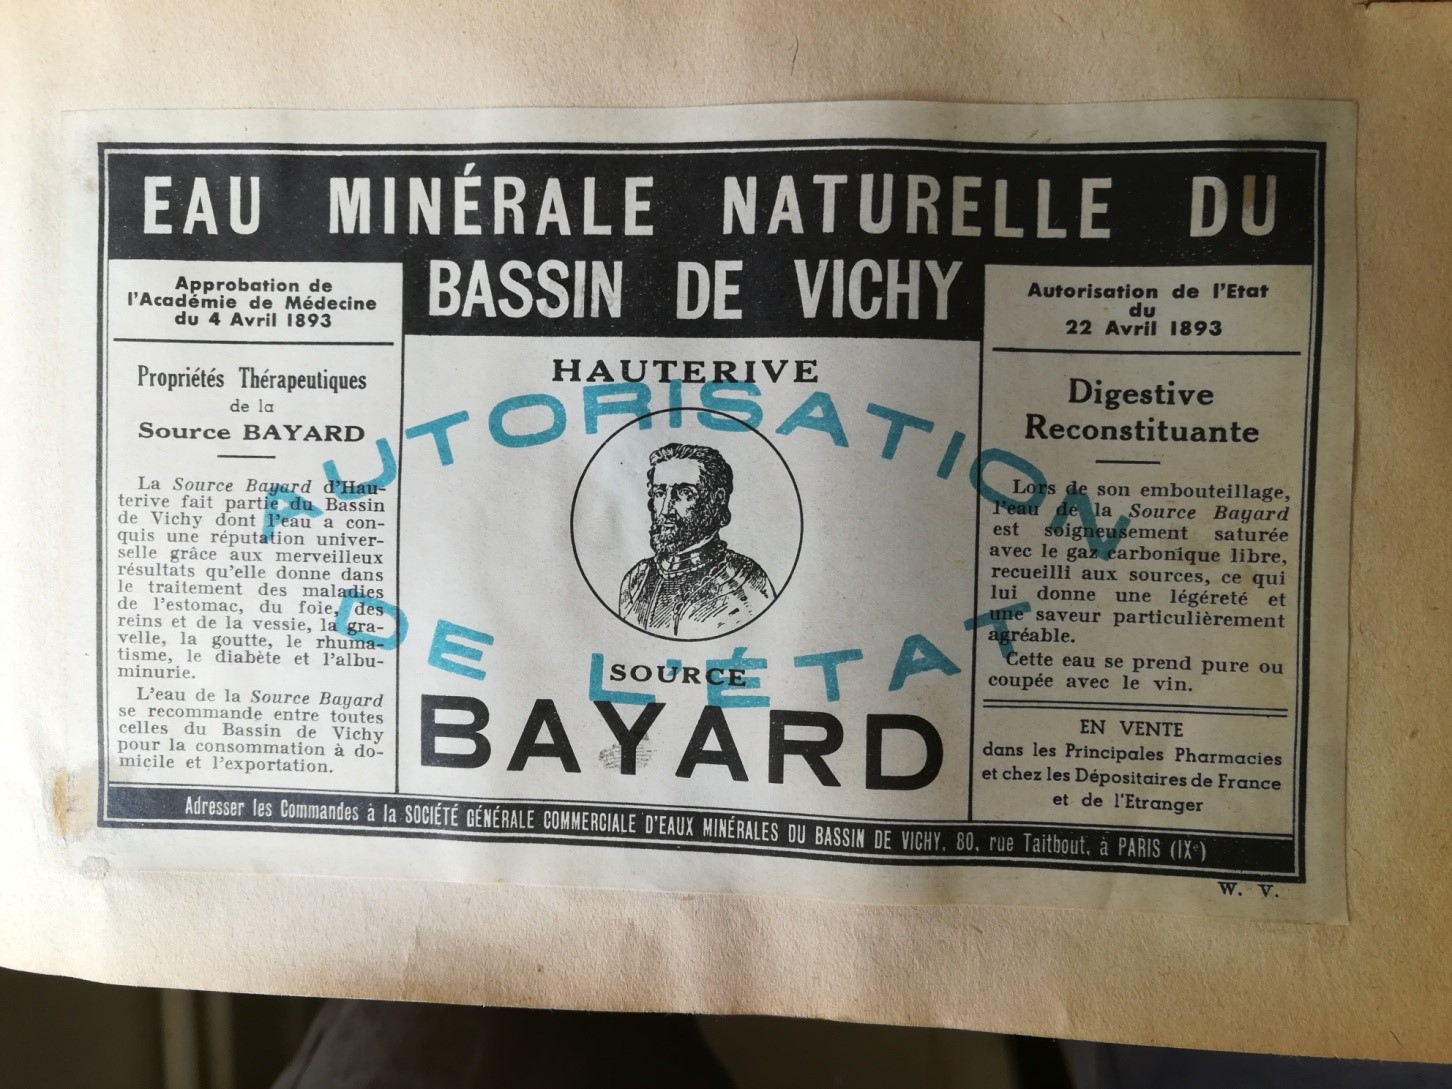 EAU MINÉRALE NATURELLE DU
BASSIN DE VICHY
Approbation de
l'Académie de Médecine
du 4 Avril 1893
Propriétés Thérapeutiques
de la
Source BAYARD
La Source Bayard d'Hau-
terive fait partie du Bassin
de Vichy dont l'eau a con-
quis une réputation univer-
selle grâce aux merveilleux
résultats qu'elle donne dans
le traitement des maladies
de l'estomac, du foie, des
reins et de la vessie, la gra-
velle, la goutte, le rhuma-
tisme, le diabète et l'albu-
minurie.
L'eau de la Source Bayard
se recommande entre toutes
celles du Bassin de Vichy
pour la consommation à do-
micile et l'exportation.
HAUTERIVE
AUTORISATION
DE L'ÉTAT
SOURCE
BAYARD
Autorisation de l'Etat
du
22 Avril 1893
Digestive
Reconstituante
Lors de son embouteillage,
l'eau de la Source Bayard
est soigneusement saturée
avec le gaz carbonique libre,
recueilli aux sources, ce qui
lui donne une légéreté et
une saveur particulièrement
agréable.
Cette eau se prend pure ou
coupée avec le vin.
EN VENTE
dans les Principales Pharmacies
et chez les Dépositaires de France
et de l'Etranger
Adresser les Commandes à la SOCIÉTÉ GÉNÉRALE COMMERCIALE D'EAUX MINÉRALES DU BASSIN DE VICHY, 80, rue Taitbout, à PARIS (IXe)
W. V.